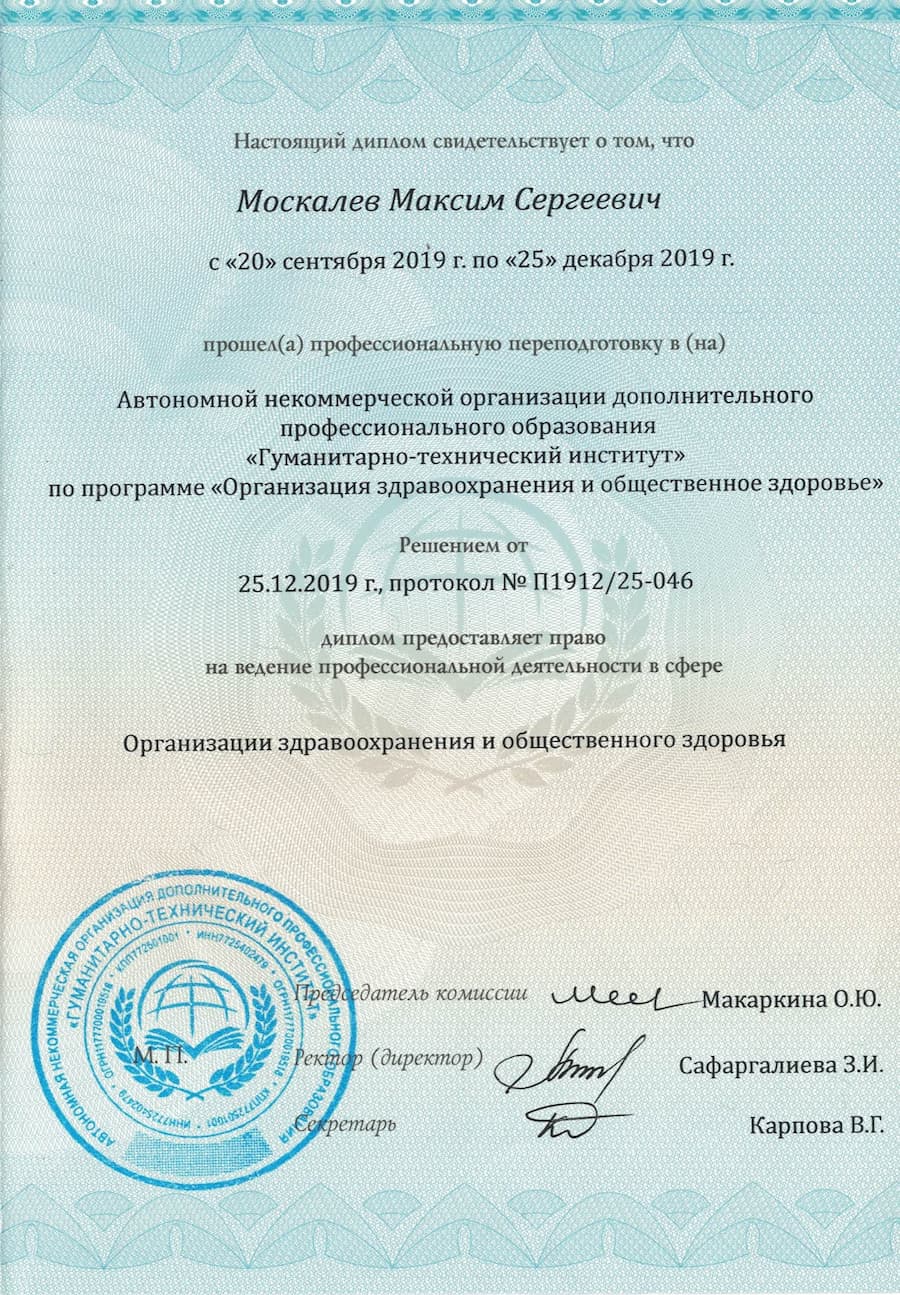 Настоящий диплом свидетельствует о том, что
Москалев Максим Сергеевич
с «20» сентября 2019 г. по «25» декабря 2019 г.
прошел(а) профессиональную переподготовку в (на)
Автономной некоммерческой организации дополнительного
профессионального образования
«Гуманитарно-технический институт»
по программе «Организация здравоохранения и общественное здоровье»
Решением от
25.12.2019 г., протокол № П1912/25-046
диплом предоставляет право
на ведение профессиональной деятельности в сфере
Организации здравоохранения и общественного здоровья
АВТОНОМНАЯ НЕКОММЕРЧЕСКАЯ ОРГАНИЗАЦИЯ ДОПОЛНИТЕЛЬНОГО ПРОФЕССИОНАЛЬНОГО ОБРАЗОВАНИЯ
«ГУМАНИТАРНО-ТЕХНИЧЕСКИЙ ИНСТИТУТ»
КПП772501001 • ИНН7725402479 •
М. П.
Председатель комиссии Макаркина О.Ю.
Ректор (директор) Сафаргалиева З.И.
Секретарь Карпова В.Г.